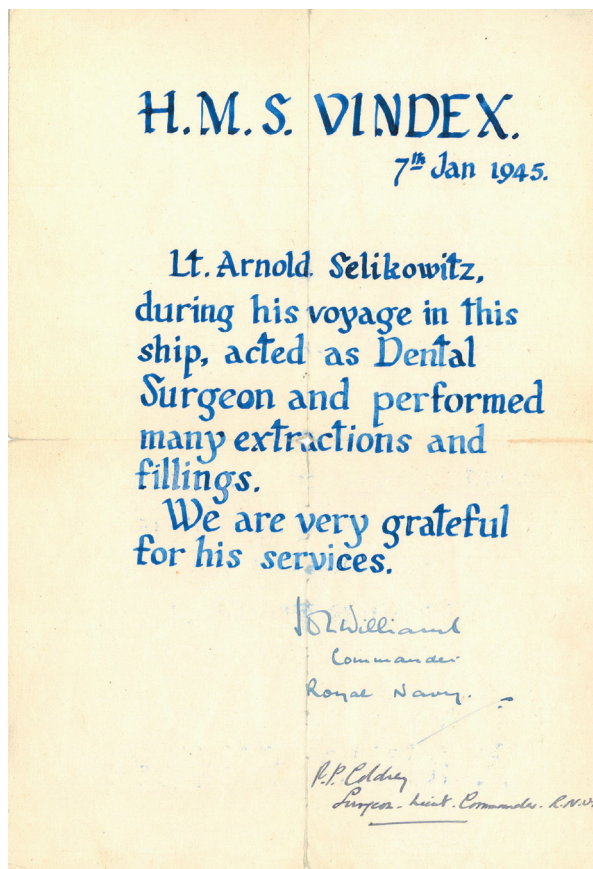 H.M.S. VINDEX.
7th Jan 1945.
Lt. Arnold Selikowitz,
during his voyage in this
ship, acted as Dental
Surgeon and performed
many extractions and
fillings.
We are very grateful
for his services.
Williams
Commander
Royal Navy.
R.P. Coldrey
Surgeon. Lieut. Commander. R.N.V.